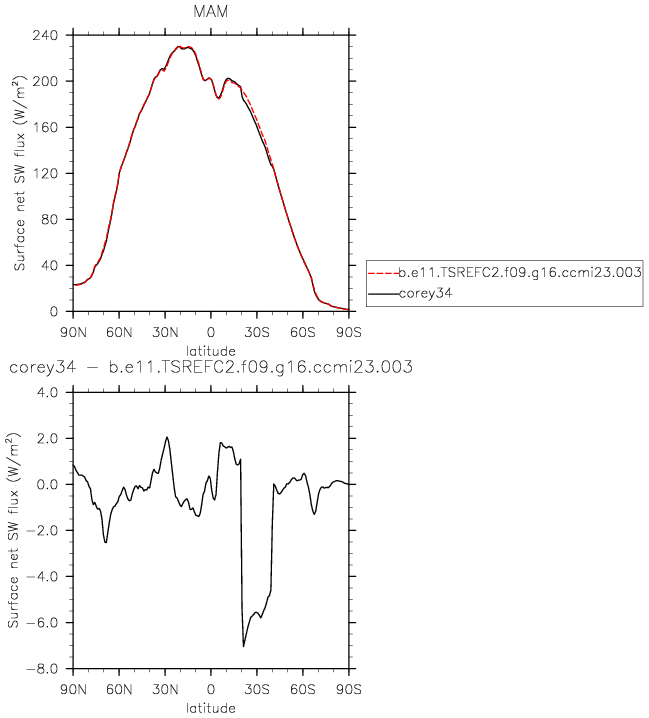 MAM
240
200
160
120
80
40
0
Surface net SW flux (W/m²)
90N 60N 30N 0 30S 60S 90S
latitude
b.e11.TSREFC2.f09.g16.ccmi23.003
corey34
corey34 − b.e11.TSREFC2.f09.g16.ccmi23.003
4.0
2.0
0.0
−2.0
−4.0
−6.0
−8.0
Surface net SW flux (W/m²)
90N 60N 30N 0 30S 60S 90S
latitude